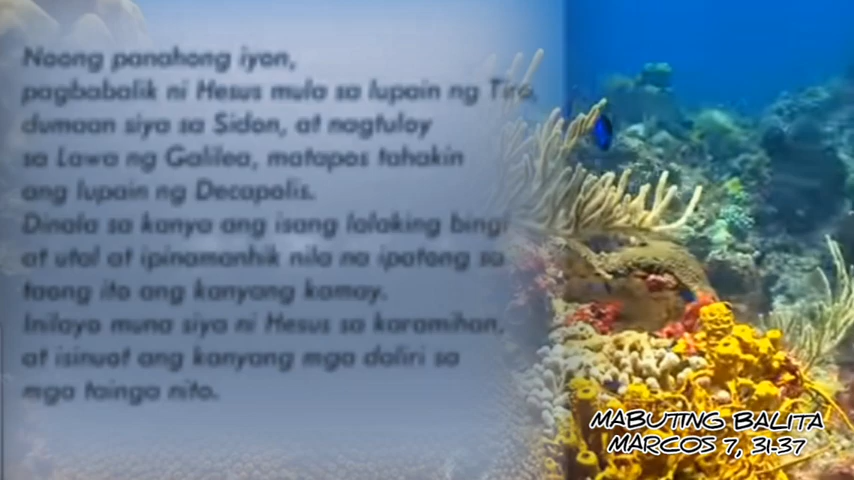 Noong panahong iyon,
pagbabalik ni Hesus mula sa lupain ng Tiro,
dumaan siya sa Sidon, at nagtuloy
sa Lawa ng Galilea, matapos tahakin
ang lupain ng Decapolis.
Dinala sa kanya ang isang lalaking bingi
at utal at ipinamanhik nila na ipatong sa
taong ito ang kanyang kamay.
Inilayo muna siya ni Hesus sa karamihan,
at isinuot ang kanyang mga daliri sa
mga tainga nito.
MABUTING BALITA
MARCOS 7, 31-37